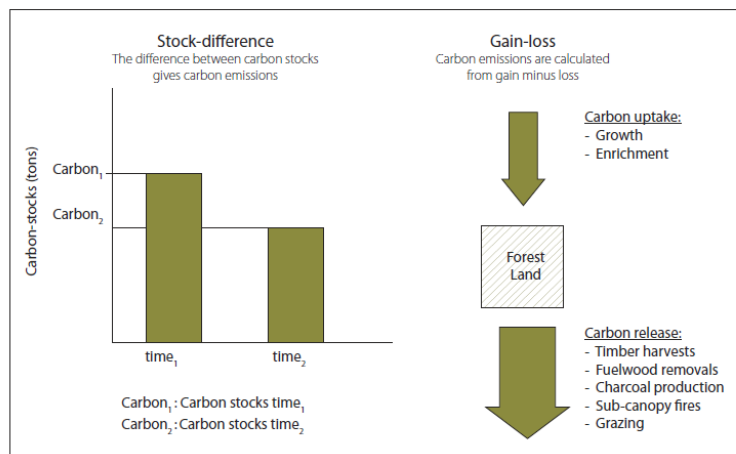 Stock-difference
The difference between carbon stocks
gives carbon emissions
Carbon-stocks (tons)
Carbon₁
Carbon₂
time₁
time₂
Carbon₁ : Carbon stocks time₁
Carbon₂ : Carbon stocks time₂
Gain-loss
Carbon emissions are calculated
from gain minus loss
Carbon uptake:
- Growth
- Enrichment
Forest
Land
Carbon release:
- Timber harvests
- Fuelwood removals
- Charcoal production
- Sub-canopy fires
- Grazing